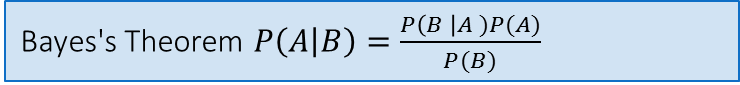 Bayes's Theorem P(A|B) = P(B |A )P(A) / P(B)